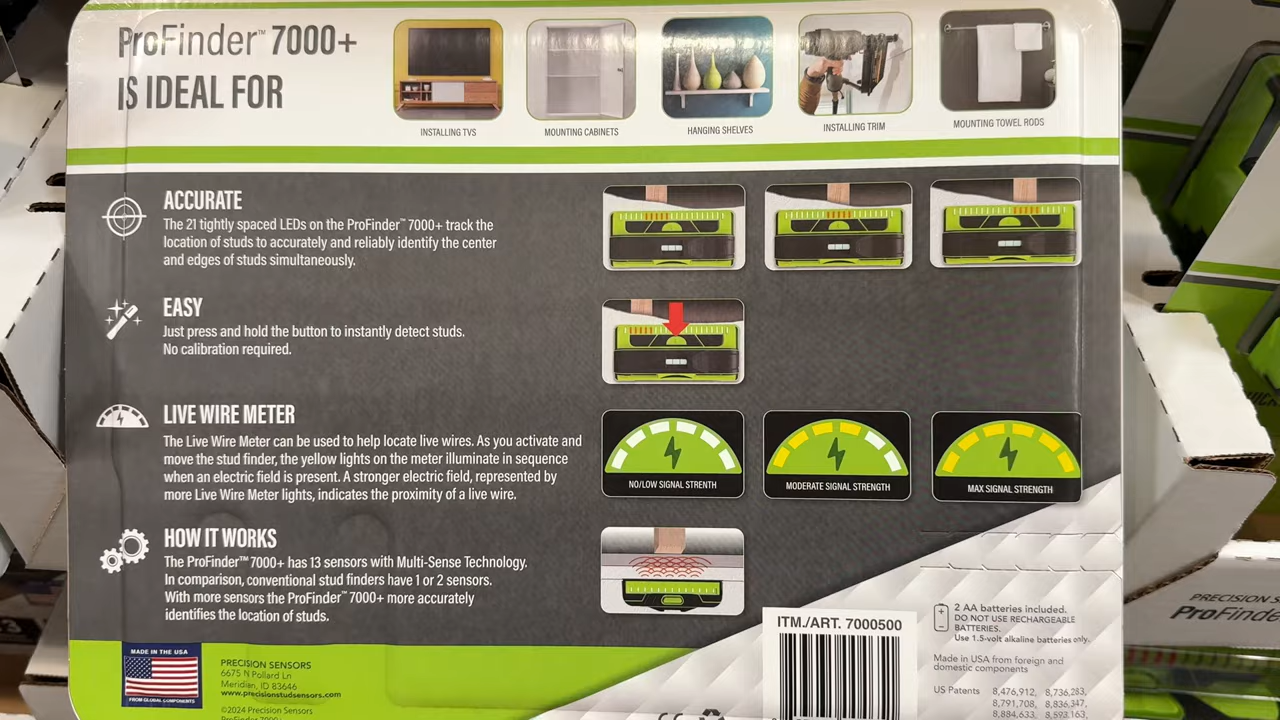 ProFinder™ 7000+
IS IDEAL FOR
INSTALLING TVS
MOUNTING CABINETS
HANGING SHELVES
INSTALLING TRIM
MOUNTING TOWEL RODS
ACCURATE
The 21 tightly spaced LEDs on the ProFinder™ 7000+ track the
location of studs to accurately and reliably identify the center
and edges of studs simultaneously.
EASY
Just press and hold the button to instantly detect studs.
No calibration required.
LIVE WIRE METER
The Live Wire Meter can be used to help locate live wires. As you activate and
move the stud finder, the yellow lights on the meter illuminate in sequence
when an electric field is present. A stronger electric field, represented by
more Live Wire Meter lights, indicates the proximity of a live wire.
NO/LOW SIGNAL STRENTH
MODERATE SIGNAL STRENGTH
MAX SIGNAL STRENGTH
HOW IT WORKS
The ProFinder™ 7000+ has 13 sensors with Multi-Sense Technology.
In comparison, conventional stud finders have 1 or 2 sensors.
With more sensors the ProFinder™ 7000+ more accurately
identifies the location of studs.
MADE IN THE USA
FROM GLOBAL COMPONENTS
PRECISION SENSORS
6675 N Pollard Ln
Meridian, ID 83646
www.precisionstudsensors.com
©2024 Precision Sensors
ProFinder 7000+
ITM./ART. 7000500
2 AA batteries included.
DO NOT USE RECHARGEABLE
BATTERIES.
Use 1.5-volt alkaline batteries only.
Made in USA from foreign and
domestic components
US Patents 8,476,912, 8,736,283,
8,791,708, 8,836,347,
8,884,633, 8,593,163,
PRECISION S
ProFinde